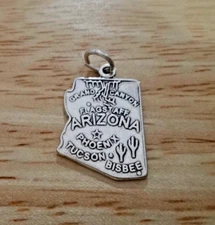 GRAND CANYON
FLAGSTAFF
ARIZONA
PHOENIX
TUCSON
BISBEE